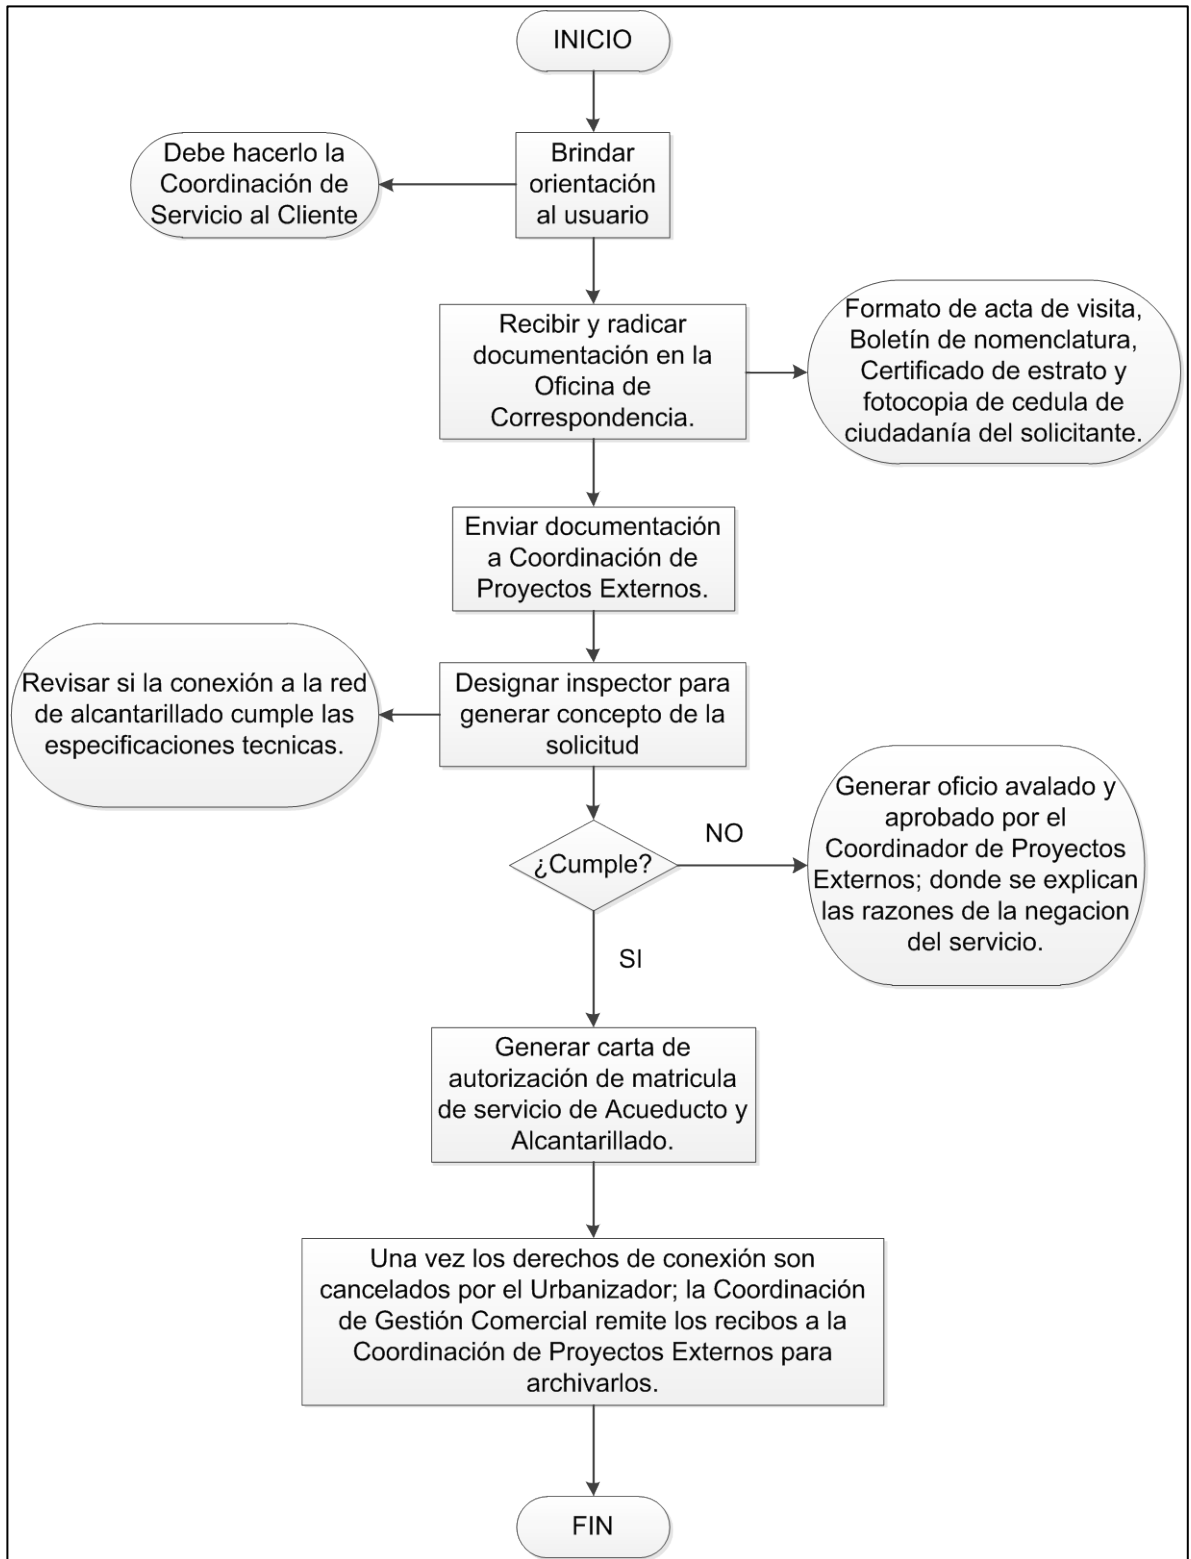 INICIO
Debe hacerlo la
Coordinación de
Servicio al Cliente
Brindar
orientación
al usuario
Recibir y radicar
documentación en la
Oficina de
Correspondencia.
Formato de acta de visita,
Boletín de nomenclatura,
Certificado de estrato y
fotocopia de cedula de
ciudadanía del solicitante.
Enviar documentación
a Coordinación de
Proyectos Externos.
Revisar si la conexión a la red
de alcantarillado cumple las
especificaciones tecnicas.
Designar inspector para
generar concepto de la
solicitud
¿Cumple?
NO
Generar oficio avalado y
aprobado por el
Coordinador de Proyectos
Externos; donde se explican
las razones de la negacion
del servicio.
SI
Generar carta de
autorización de matricula
de servicio de Acueducto y
Alcantarillado.
Una vez los derechos de conexión son
cancelados por el Urbanizador; la Coordinación
de Gestión Comercial remite los recibos a la
Coordinación de Proyectos Externos para
archivarlos.
FIN